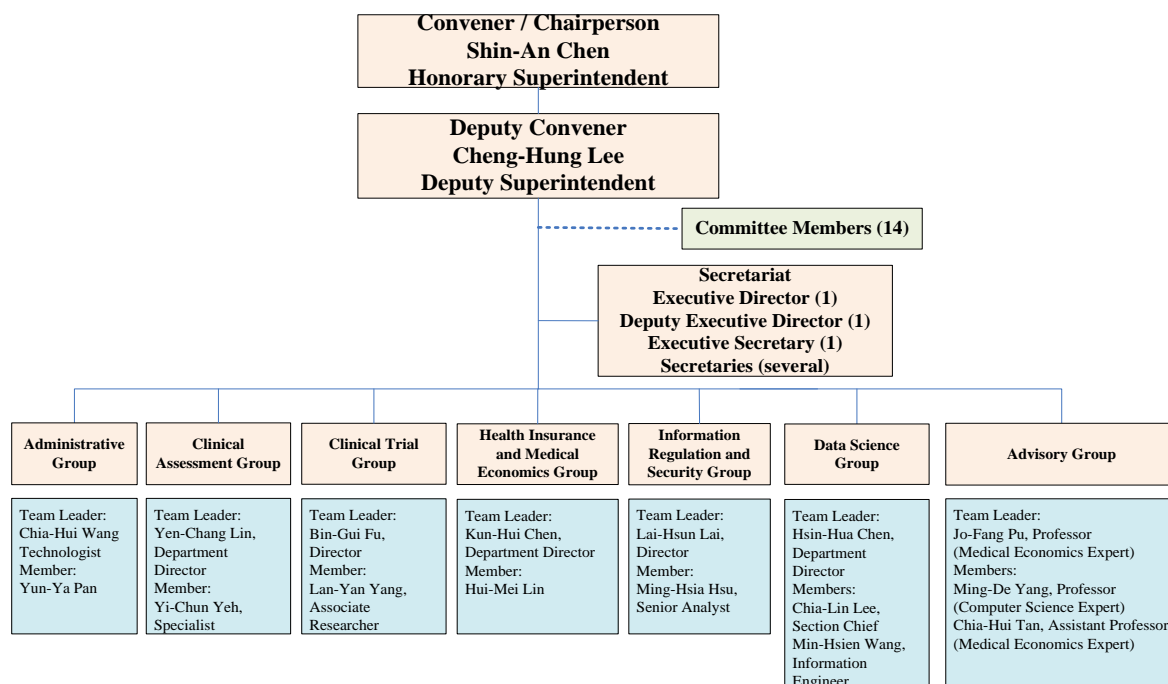 Convener / Chairperson
Shin-An Chen
Honorary Superintendent
Deputy Convener
Cheng-Hung Lee
Deputy Superintendent
Committee Members (14)
Secretariat
Executive Director (1)
Deputy Executive Director (1)
Executive Secretary (1)
Secretaries (several)
Administrative
Group
Clinical
Assessment Group
Clinical Trial
Group
Health Insurance
and Medical
Economics Group
Information
Regulation and
Security Group
Data Science
Group
Advisory Group
Team Leader:
Chia-Hui Wang
Technologist
Member:
Yun-Ya Pan
Team Leader:
Yen-Chang Lin,
Department
Director
Member:
Yi-Chun Yeh,
Specialist
Team Leader:
Bin-Gui Fu,
Director
Member:
Lan-Yan Yang,
Associate
Researcher
Team Leader:
Kun-Hui Chen,
Department Director
Member:
Hui-Mei Lin
Team Leader:
Lai-Hsun Lai,
Director
Member:
Ming-Hsia Hsu,
Senior Analyst
Team Leader:
Hsin-Hua Chen,
Department
Director
Members:
Chia-Lin Lee,
Section Chief
Min-Hsien Wang,
Information
Engineer
Team Leader:
Jo-Fang Pu, Professor
(Medical Economics Expert)
Members:
Ming-De Yang, Professor
(Computer Science Expert)
Chia-Hui Tan, Assistant Professor
(Medical Economics Expert)